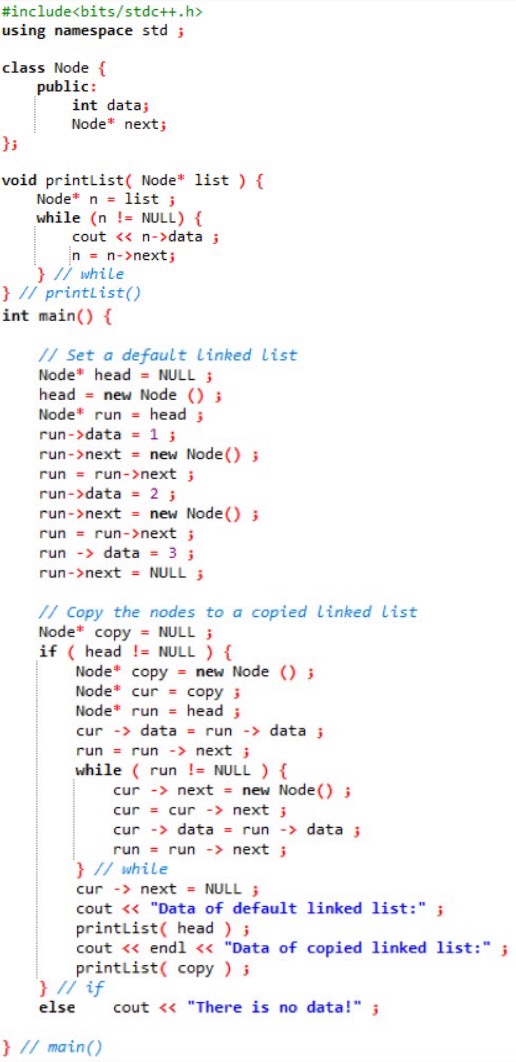 #include<bits/stdc++.h>
using namespace std ;

class Node {
    public:
        int data;
        Node* next;
};

void printList( Node* list ) {
    Node* n = list ;
    while (n != NULL) {
        cout << n->data ;
        n = n->next;
    } // while
} // printList()
int main() {

    // Set a default linked list
    Node* head = NULL ;
    head = new Node () ;
    Node* run = head ;
    run->data = 1 ;
    run->next = new Node() ;
    run = run->next ;
    run->data = 2 ;
    run->next = new Node() ;
    run = run->next ;
    run -> data = 3 ;
    run->next = NULL ;

    // Copy the nodes to a copied linked list
    Node* copy = NULL ;
    if ( head != NULL ) {
        Node* copy = new Node () ;
        Node* cur = copy ;
        Node* run = head ;
        cur -> data = run -> data ;
        run = run -> next ;
        while ( run != NULL ) {
            cur -> next = new Node() ;
            cur = cur -> next ;
            cur -> data = run -> data ;
            run = run -> next ;
        } // while
        cur -> next = NULL ;
        cout << "Data of default linked list:" ;
        printList( head ) ;
        cout << endl << "Data of copied linked list:" ;
        printList( copy ) ;
    } // if
    else    cout << "There is no data!" ;

} // main()